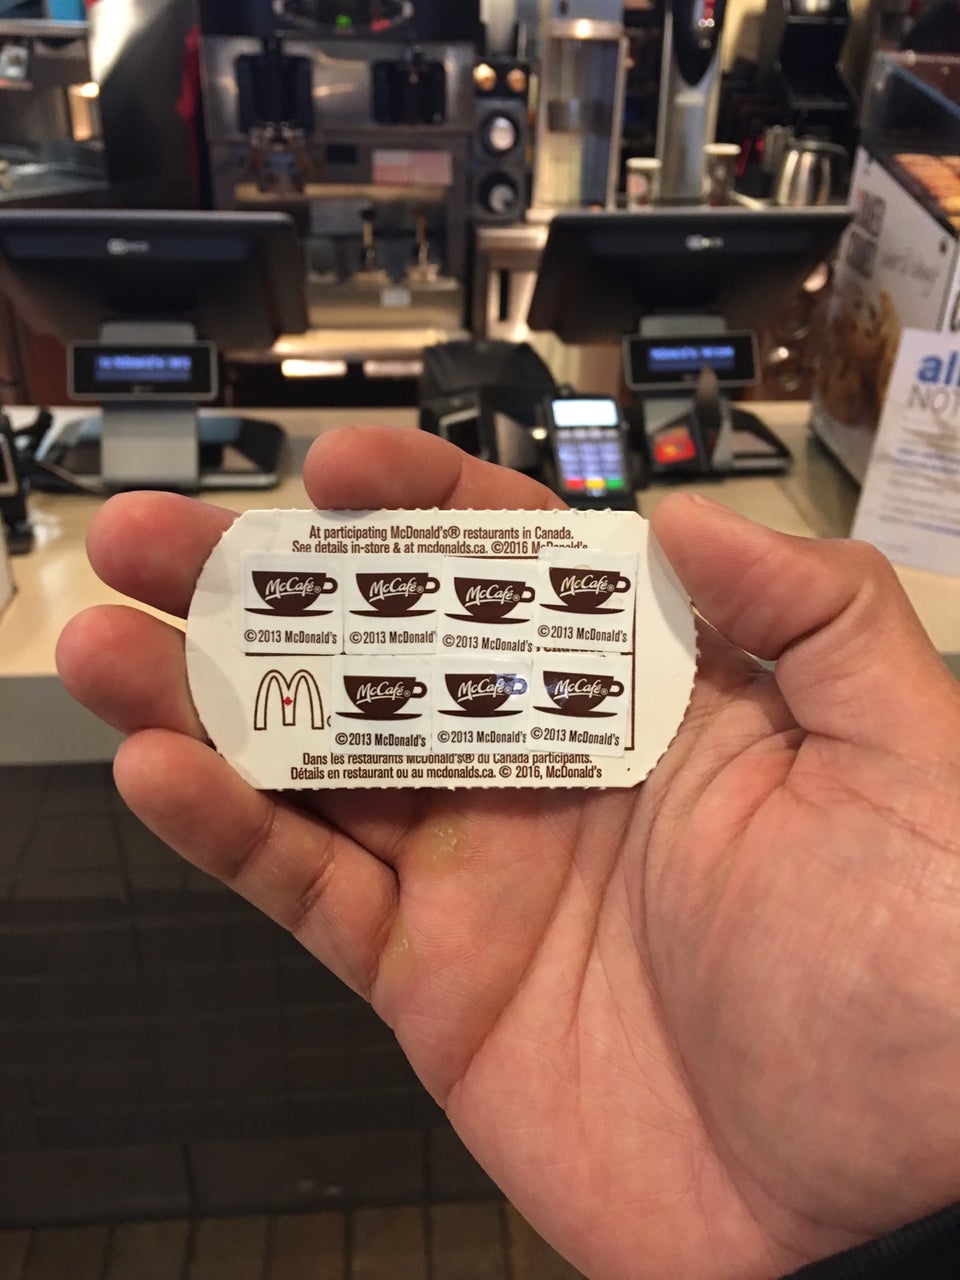 At participating McDonald's® restaurants in Canada.
See details in-store & at mcdonalds.ca. ©2016 McDonald's
McCafé® McCafé® McCafé® McCafé®
©2013 McDonald's ©2013 McDonald's ©2013 McDonald's ©2013 McDonald's
McCafé® McCafé® McCafé®
©2013 McDonald's ©2013 McDonald's ©2013 McDonald's
Dans les restaurants McDonald's® du Canada participants.
Détails en restaurant ou au mcdonalds.ca. © 2016, McDonald's
all
NOT